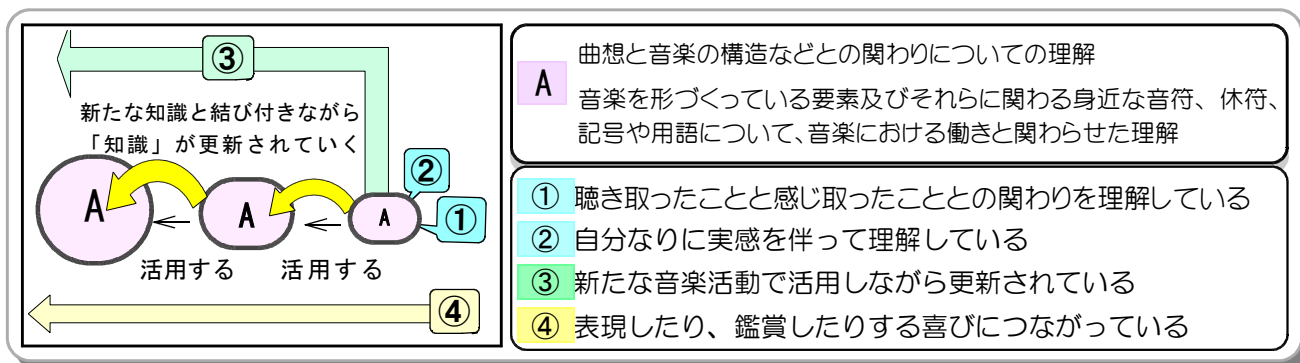 ③
新たな知識と結び付きながら
「知識」が更新されていく
②
①
A
A
A
活用する
活用する
④
A
曲想と音楽の構造などとの関わりについての理解
音楽を形づくっている要素及びそれらに関わる身近な音符、休符、
記号や用語について、音楽における働きと関わらせた理解
① 聴き取ったことと感じ取ったこととの関わりを理解している
② 自分なりに実感を伴って理解している
③ 新たな音楽活動で活用しながら更新されている
④ 表現したり、鑑賞したりする喜びにつながっている